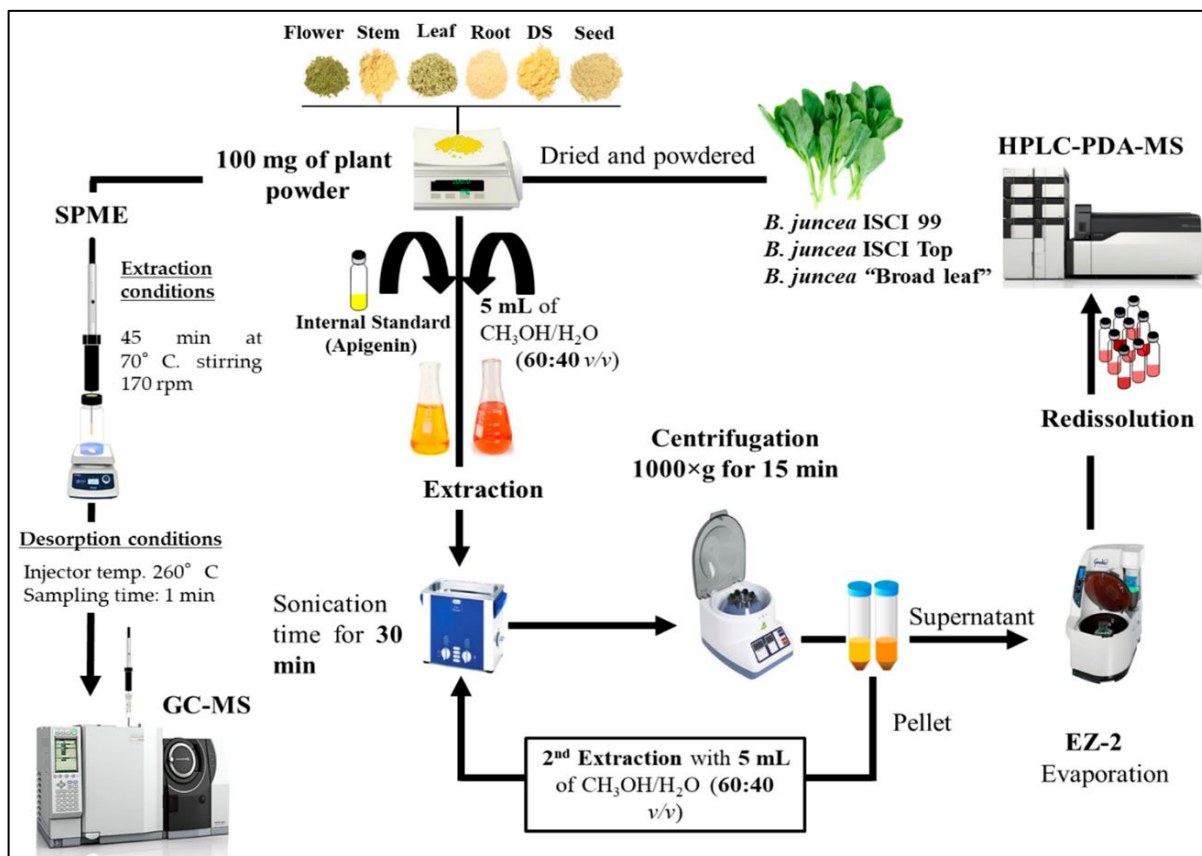 Flower Stem Leaf Root DS Seed
100 mg of plant
powder
Dried and powdered
HPLC-PDA-MS
SPME
B. juncea ISCI 99
B. juncea ISCI Top
B. juncea “Broad leaf”
Extraction
conditions
45 min at
70° C. stirring
170 rpm
Internal Standard
(Apigenin)
5 mL of
CH₃OH/H₂O
(60:40 v/v)
Redissolution
Centrifugation
1000×g for 15 min
Extraction
Desorption conditions
Injector temp. 260° C
Sampling time: 1 min
Sonication
time for 30
min
Supernatant
GC-MS
Pellet
2nd Extraction with 5 mL
of CH₃OH/H₂O (60:40
v/v)
EZ-2
Evaporation